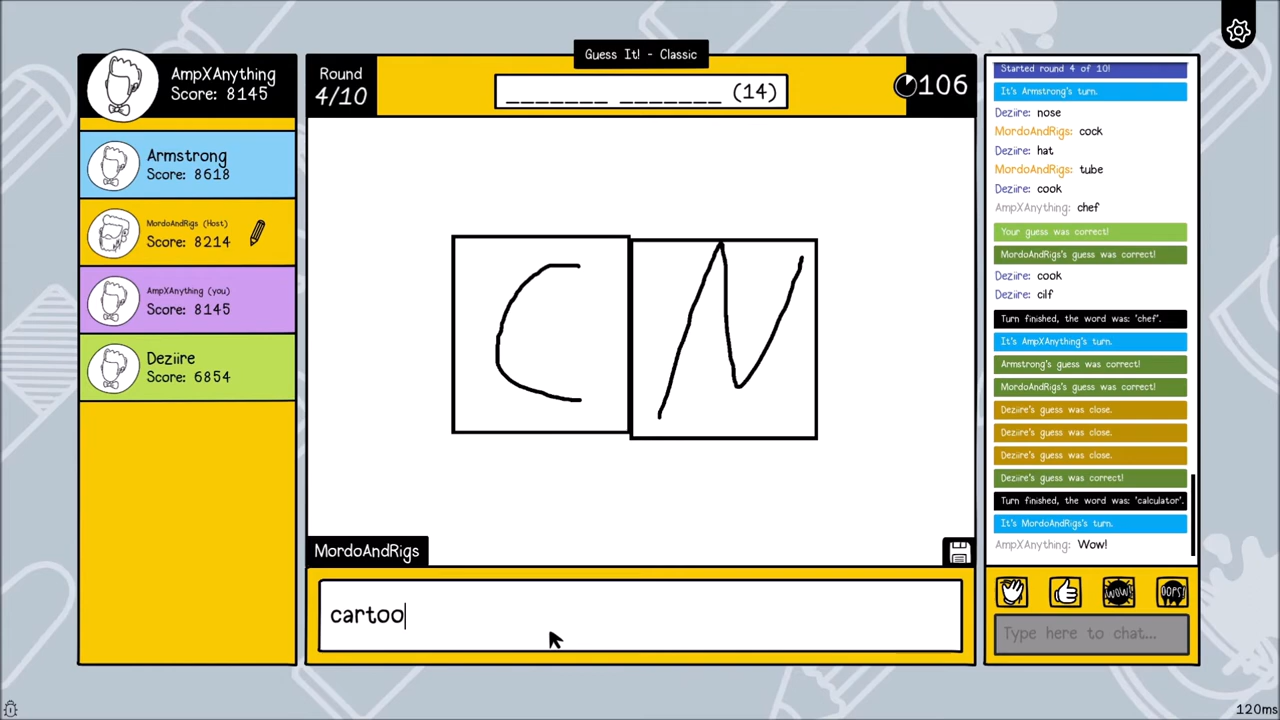 Guess It! - Classic
AmpXAnything
Score: 8145
Round
4/10
_______ _______ (14)
106
Armstrong
Score: 8618
MordoAndRigs (Host)
Score: 8214
AmpXAnything (you)
Score: 8145
Deziire
Score: 6854
C N
MordoAndRigs
cartoo
Started round 4 of 10!
It's Armstrong's turn.
Deziire: nose
MordoAndRigs: cock
Deziire: hat
MordoAndRigs: tube
Deziire: cook
AmpXAnything: chef
Your guess was correct!
MordoAndRigs's guess was correct!
Deziire: cook
Deziire: cilf
Turn finished, the word was: 'chef'.
It's AmpXAnything's turn.
Armstrong's guess was correct!
MordoAndRigs's guess was correct!
Deziire's guess was close.
Deziire's guess was close.
Deziire's guess was close.
Deziire's guess was correct!
Turn finished, the word was: 'calculator'.
It's MordoAndRigs's turn.
AmpXAnything: Wow!
WOW!
OOPS!
Type here to chat...
120ms